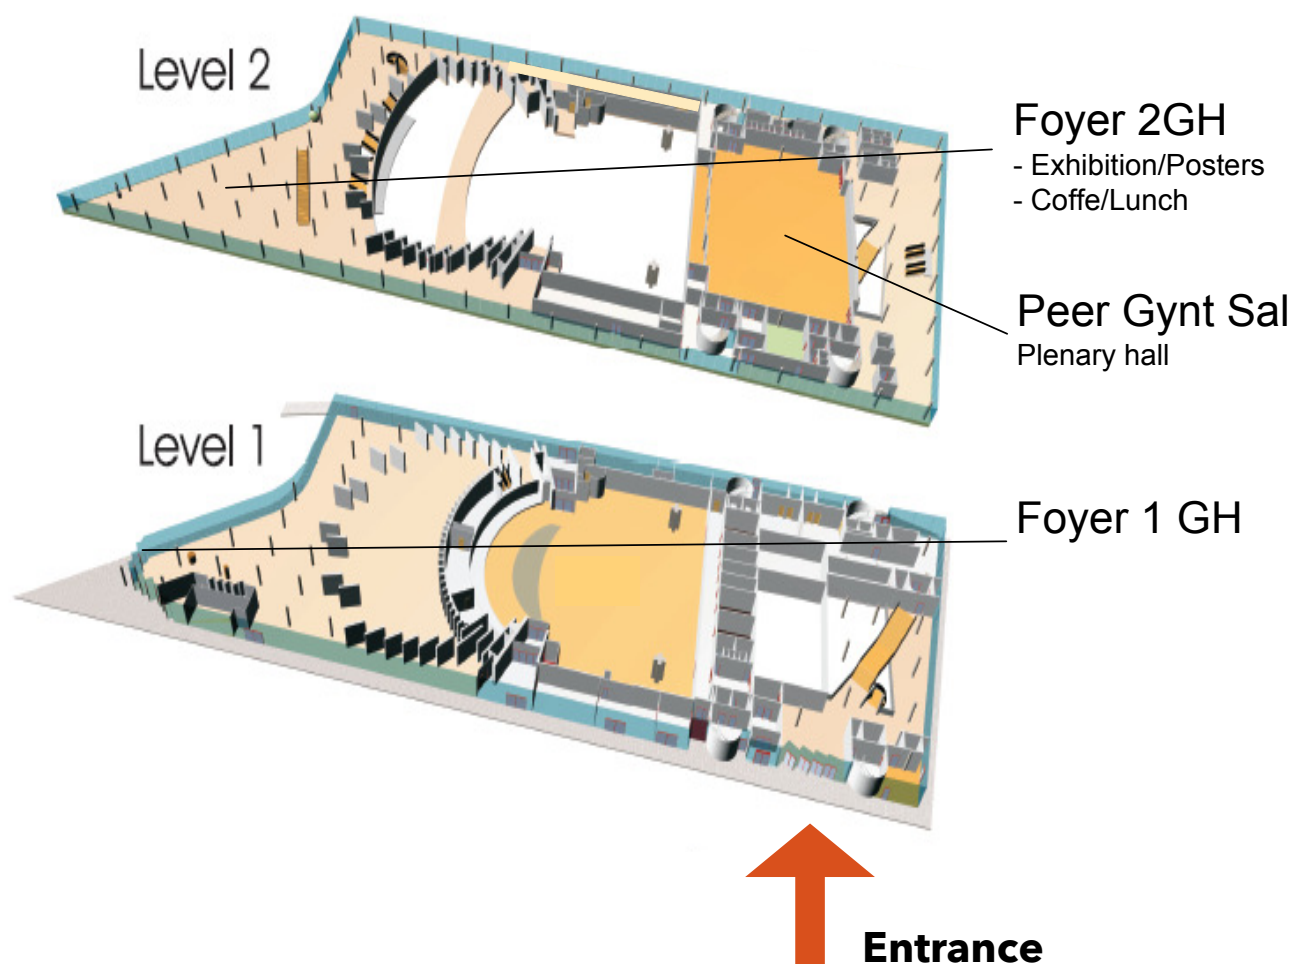 Level 2
Foyer 2GH
- Exhibition/Posters
- Coffe/Lunch
Peer Gynt Sal
Plenary hall
Level 1
Foyer 1 GH
Entrance